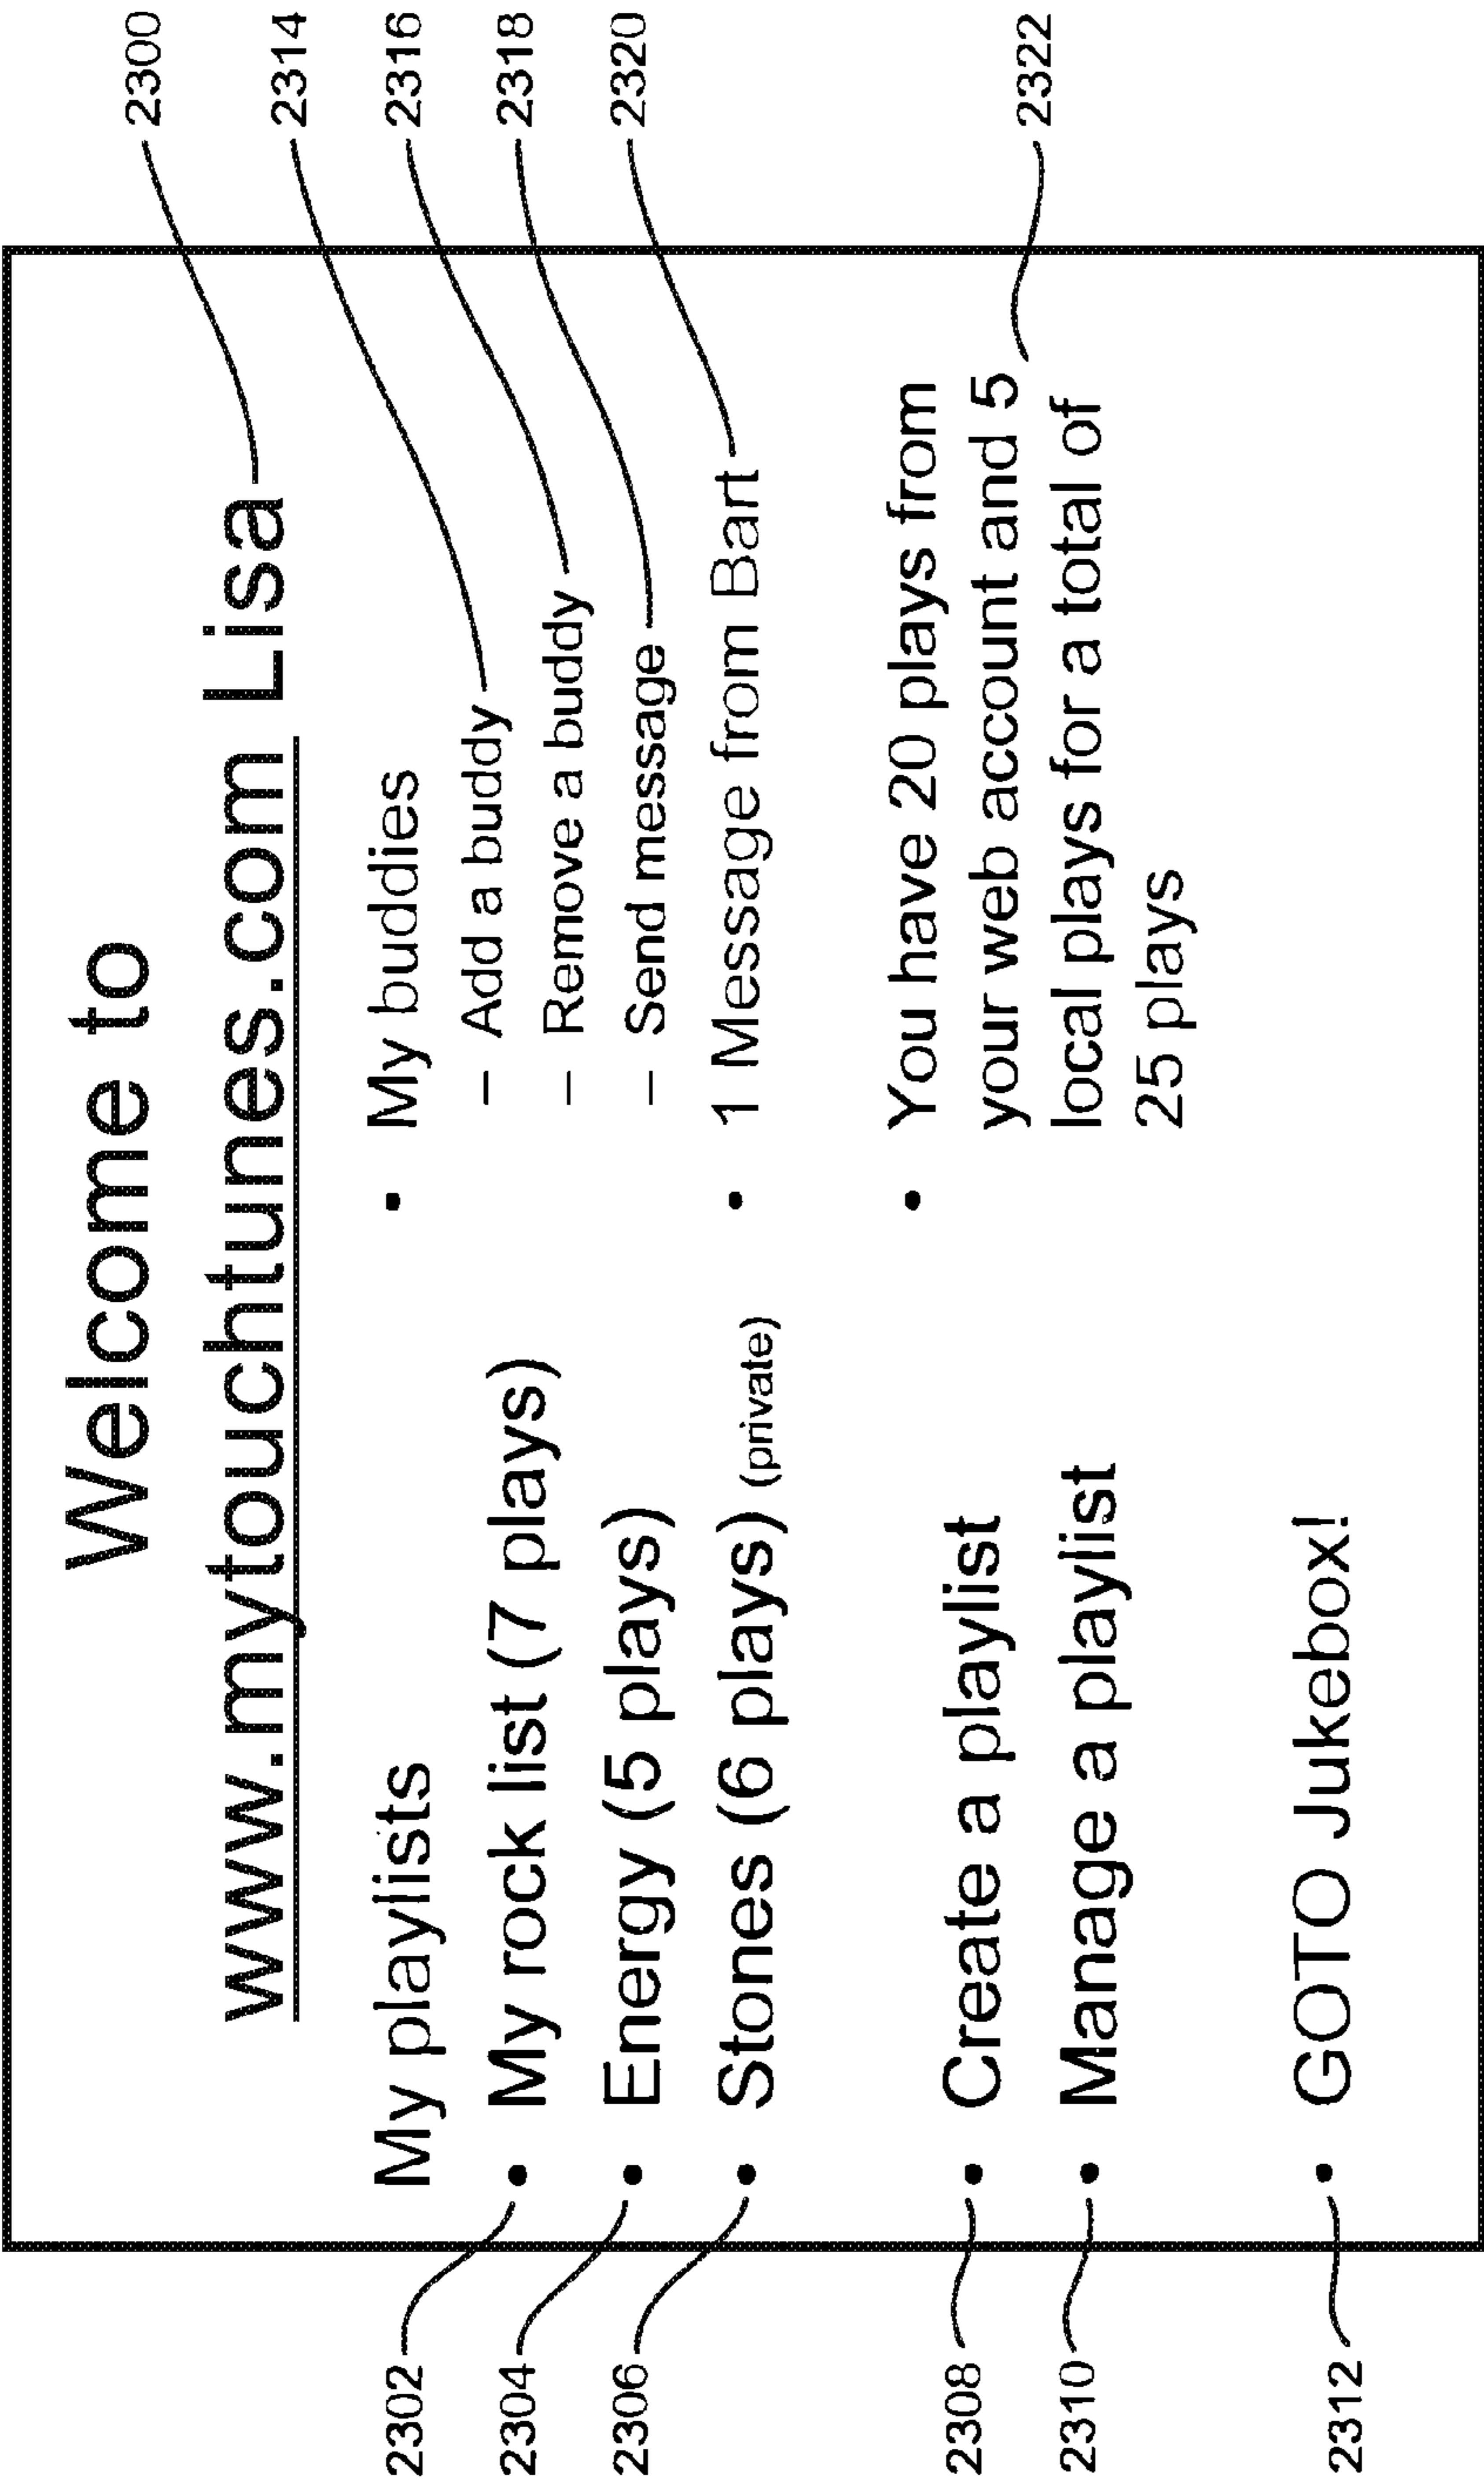 Welcome to
www.mytouchtunes.com Lisa
2300
My playlists
2302
• My rock list (7 plays)
2304
• Energy (5 plays)
2306
• Stones (6 plays) (private)
2308
• Create a playlist
2310
• Manage a playlist
2312
• GOTO Jukebox!
• My buddies
– Add a buddy
2314
– Remove a buddy
2316
– Send message
2318
• 1 Message from Bart
2320
• You have 20 plays from
your web account and 5
local plays for a total of
25 plays
2322